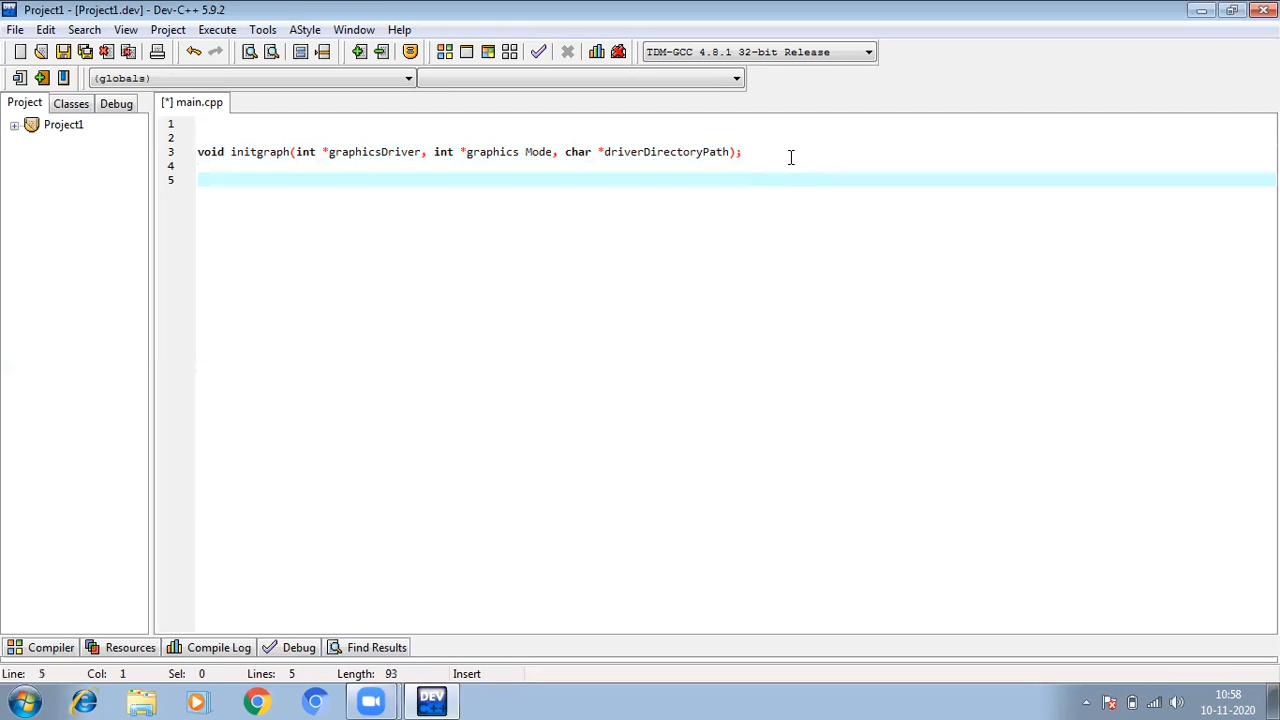 Project1 - [Project1.dev] - Dev-C++ 5.9.2
File Edit Search View Project Execute Tools AStyle Window Help
TDM-GCC 4.8.1 32-bit Release
(globals)
Project Classes Debug
[*] main.cpp
Project1
1
2
3 void initgraph(int *graphicsDriver, int *graphics Mode, char *driverDirectoryPath);
4
5
Compiler Resources Compile Log Debug Find Results
Line: 5 Col: 1 Sel: 0 Lines: 5 Length: 93 Insert
DEV
10:58
10-11-2020